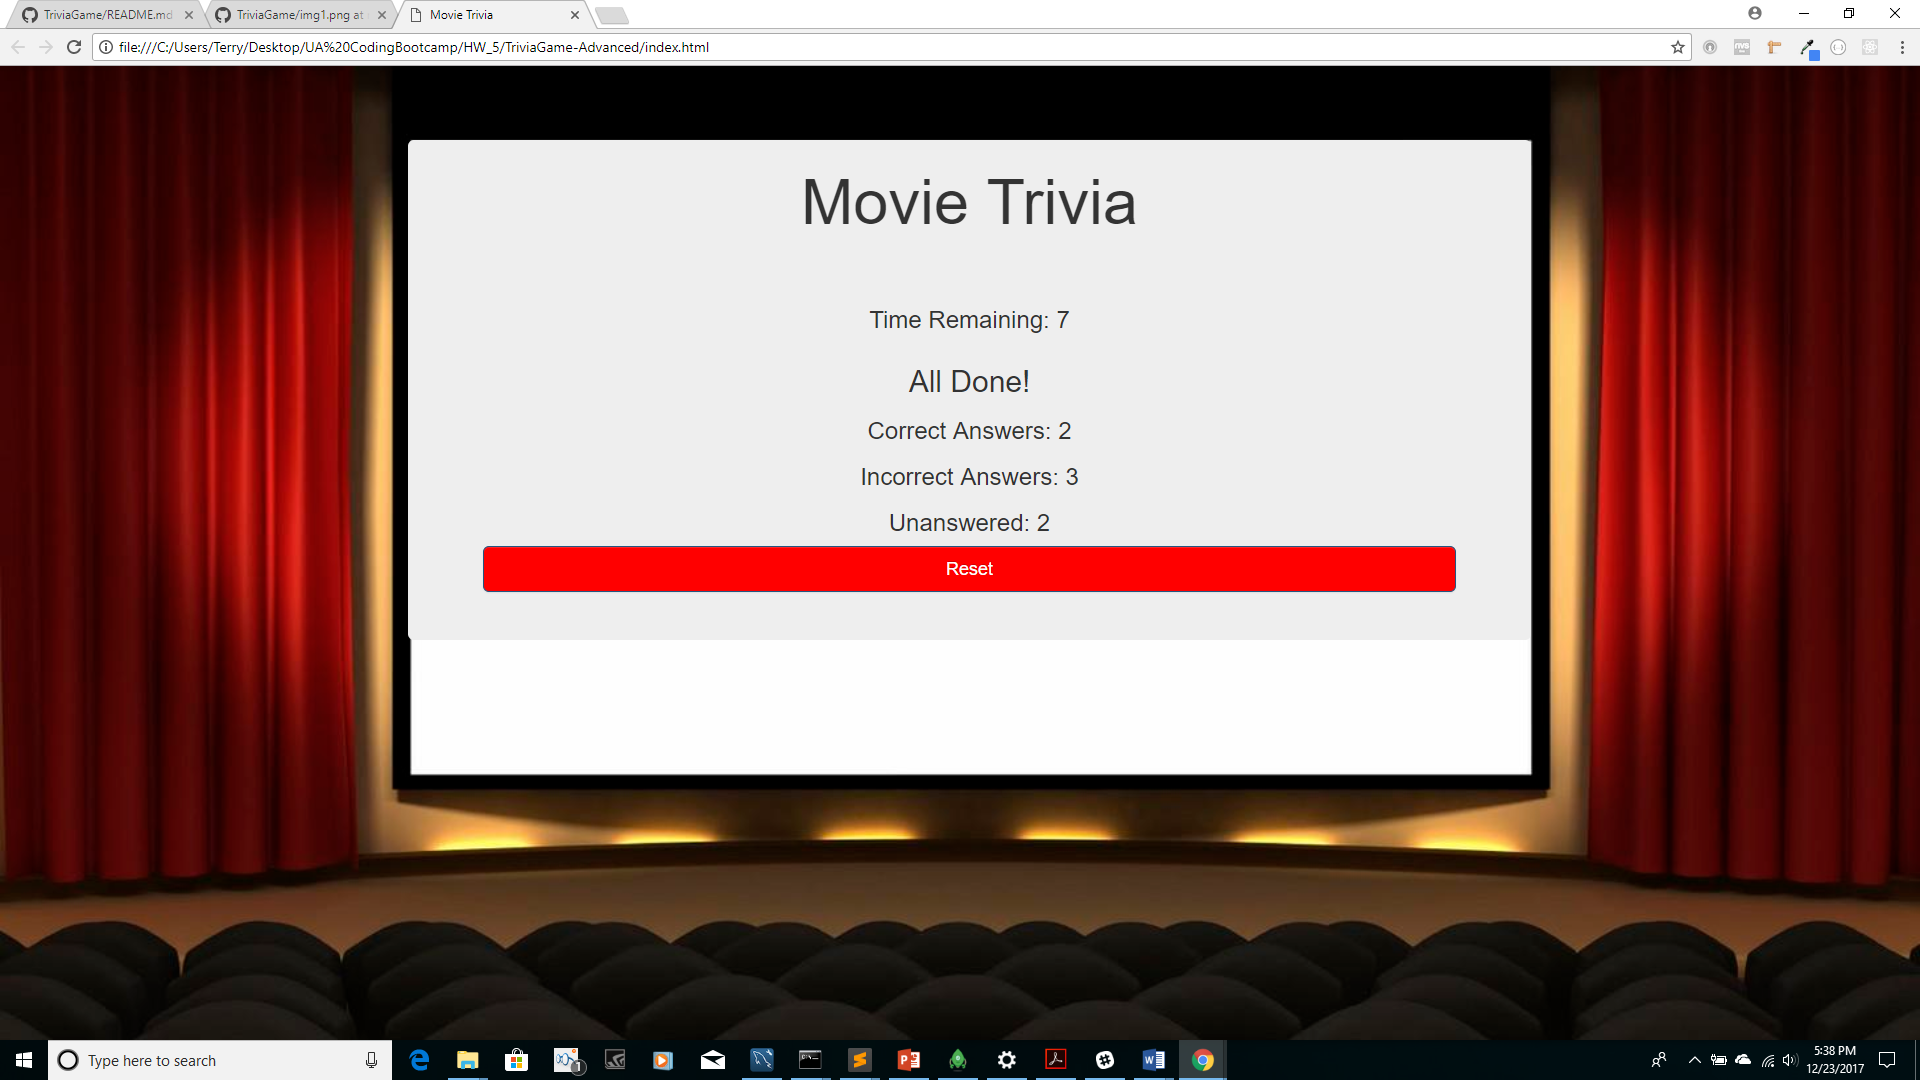 TriviaGame/README.md
TriviaGame/img1.png at
Movie Trivia
file:///C:/Users/Terry/Desktop/UA%20CodingBootcamp/HW_5/TriviaGame-Advanced/index.html
Movie Trivia
Time Remaining: 7
All Done!
Correct Answers: 2
Incorrect Answers: 3
Unanswered: 2
Reset
Type here to search
1
5:38 PM
12/23/2017